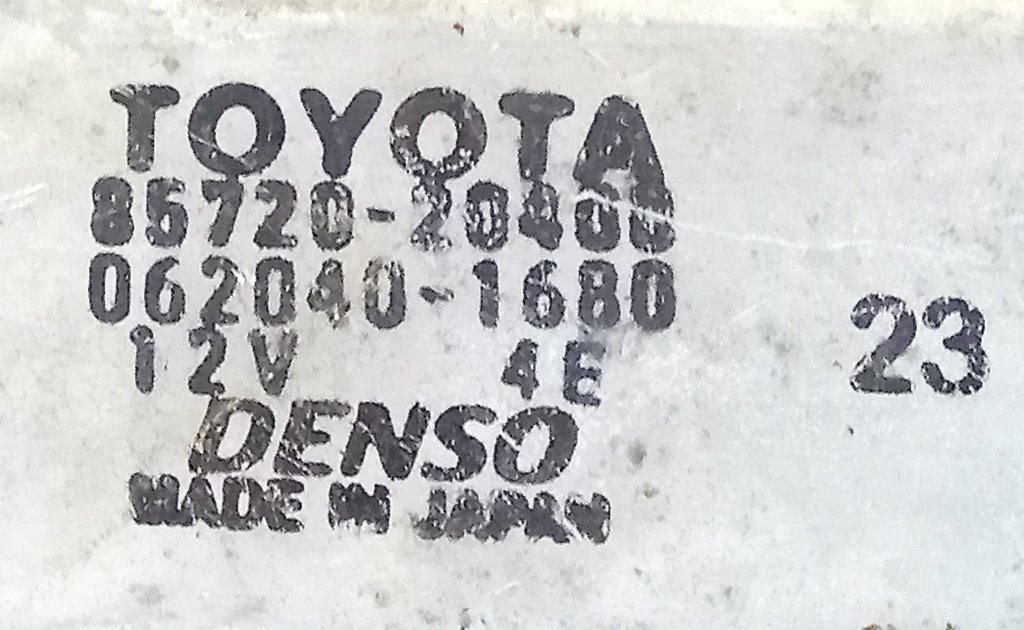 TOYOTA
85720-20400
062040-1680
12V 4E
23
DENSO
MADE IN JAPAN